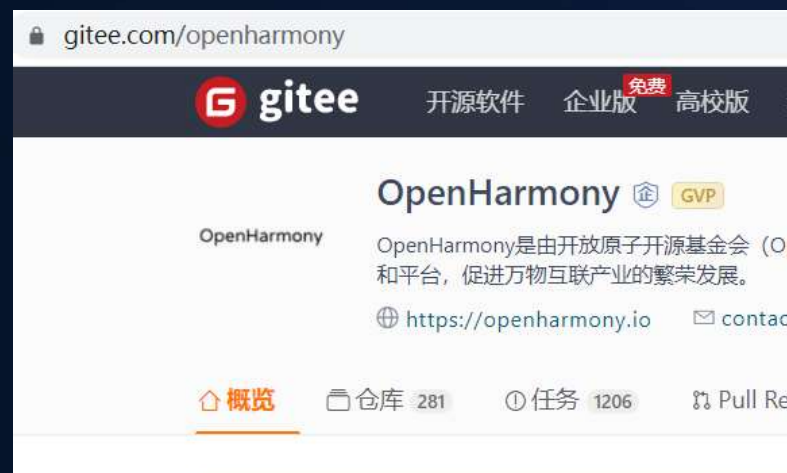 gitee.com/openharmony
gitee 开源软件 企业版 免费 高校版
OpenHarmony 企 GVP
OpenHarmony
OpenHarmony是由开放原子开源基金会（O
和平台，促进万物互联产业的繁荣发展。
https://openharmony.io contac
概览 仓库 281 任务 1206 Pull Re